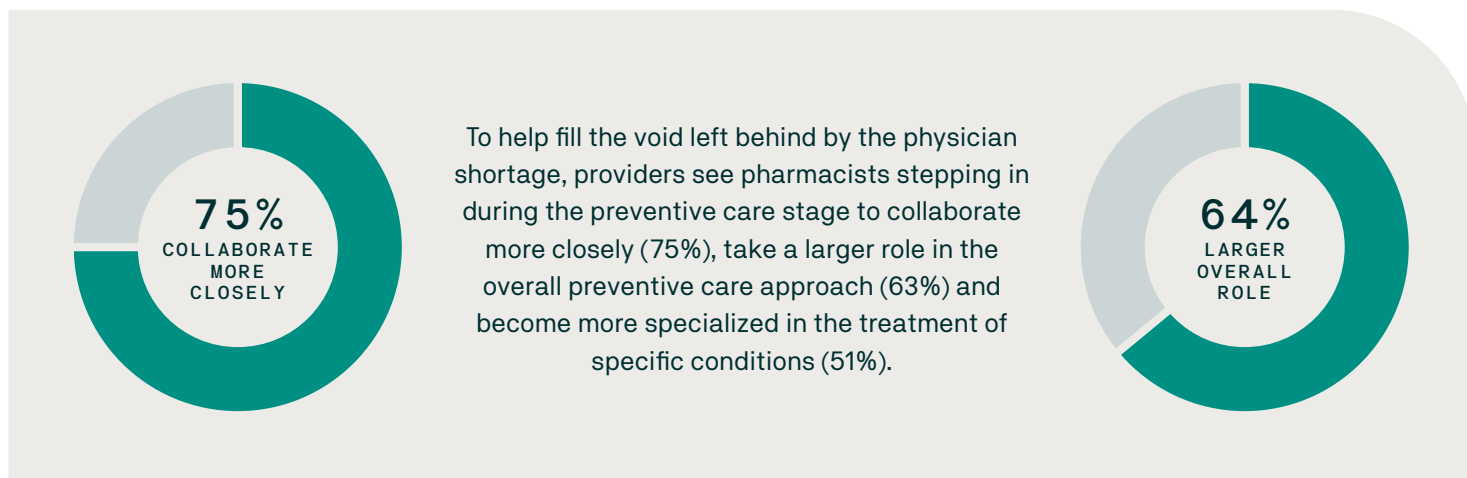 75%
COLLABORATE
MORE
CLOSELY
To help fill the void left behind by the physician
shortage, providers see pharmacists stepping in
during the preventive care stage to collaborate
more closely (75%), take a larger role in the
overall preventive care approach (63%) and
become more specialized in the treatment of
specific conditions (51%).
64%
LARGER
OVERALL
ROLE